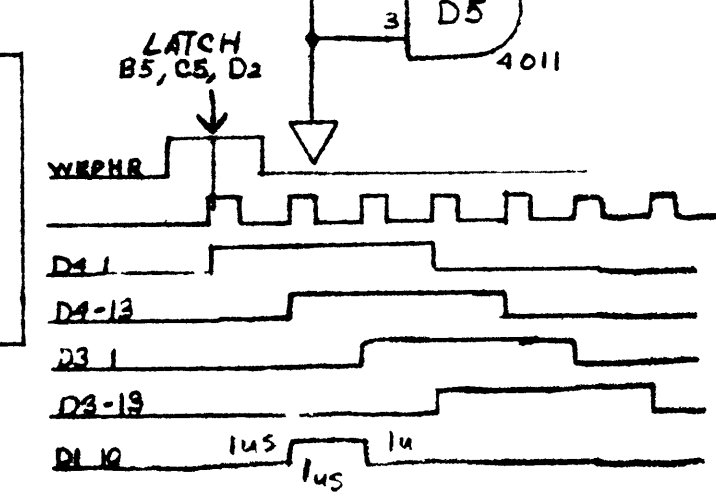 3
D5
4011
LATCH
B5, C5, D2
WRPHR
D4 1
D4-13
D3 1
D3-13
D1 10
1us 1u
1us